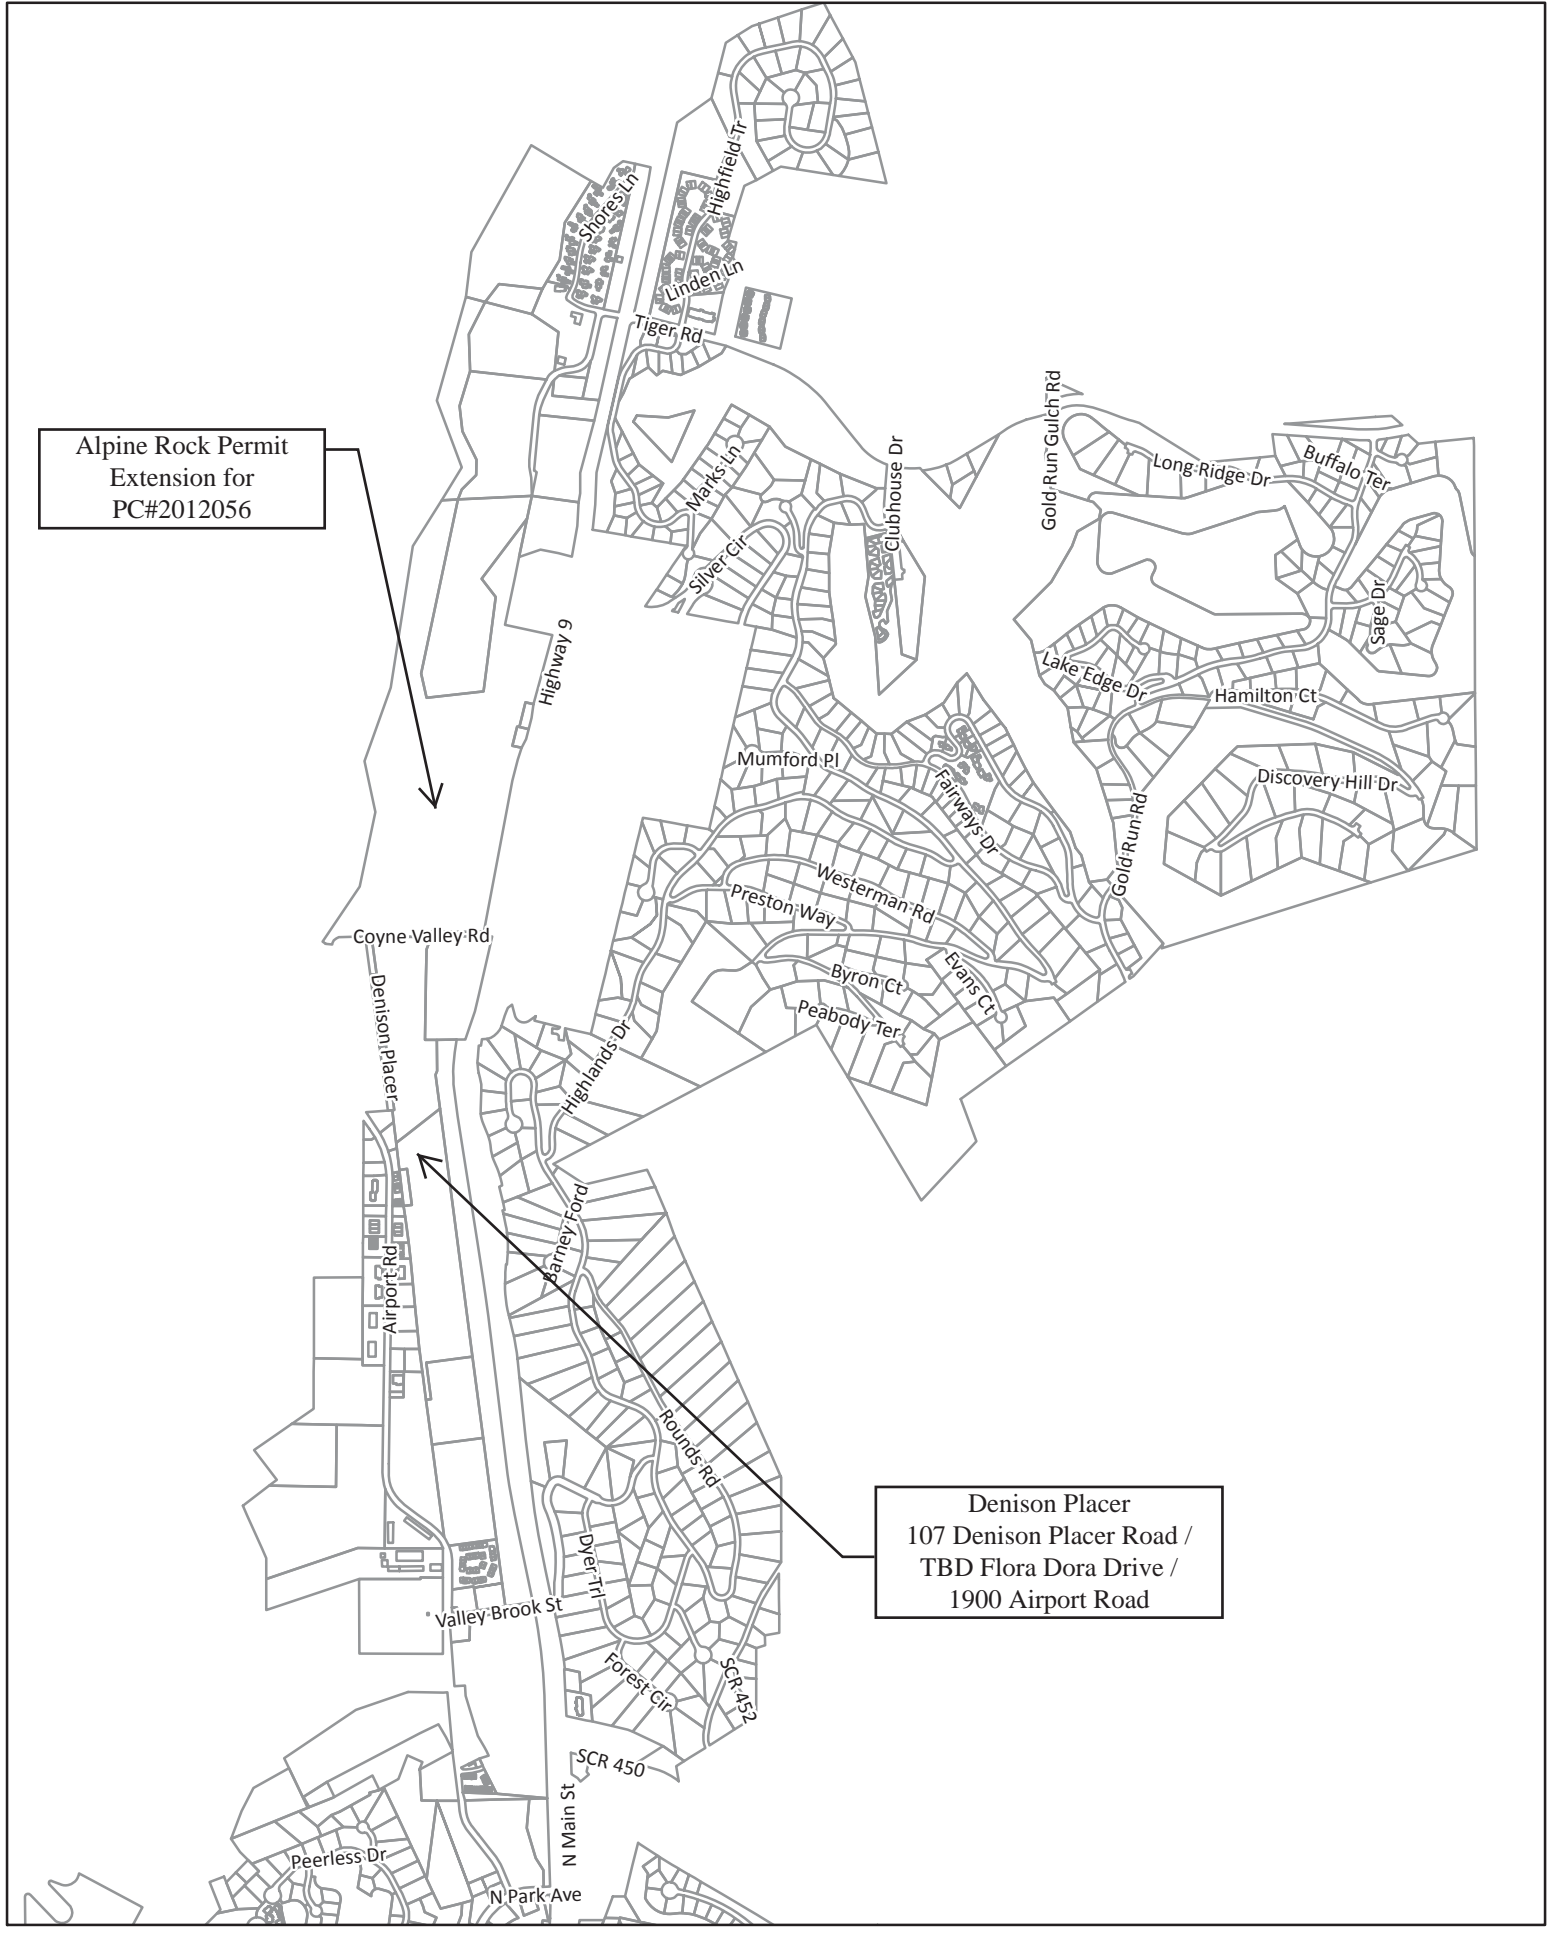 Highfield Tr
Shores Ln
Linden Ln
Tiger Rd
Gold Run Gulch Rd
Clubhouse Dr
Marks Ln
Long Ridge Dr
Buffalo Ter
Alpine Rock Permit
Extension for
PC#2012056
Silver Cir
Sage Dr
Highway 9
Lake Edge Dr
Hamilton Ct
Mumford Pl
Fairways Dr
Discovery Hill Dr
Gold Run Rd
Westerman Rd
Preston Way
Coyne Valley Rd
Evans Ct
Byron Ct
Peabody Ter
Denison Placer
Highlands Dr
Barney Ford
Airport Rd
Rounds Rd
Denison Placer
107 Denison Placer Road /
TBD Flora Dora Drive /
1900 Airport Road
Dyer Trl
Valley Brook St
Forest Cir
SCR 452
SCR 450
N Main St
Peerless Dr
N Park Ave